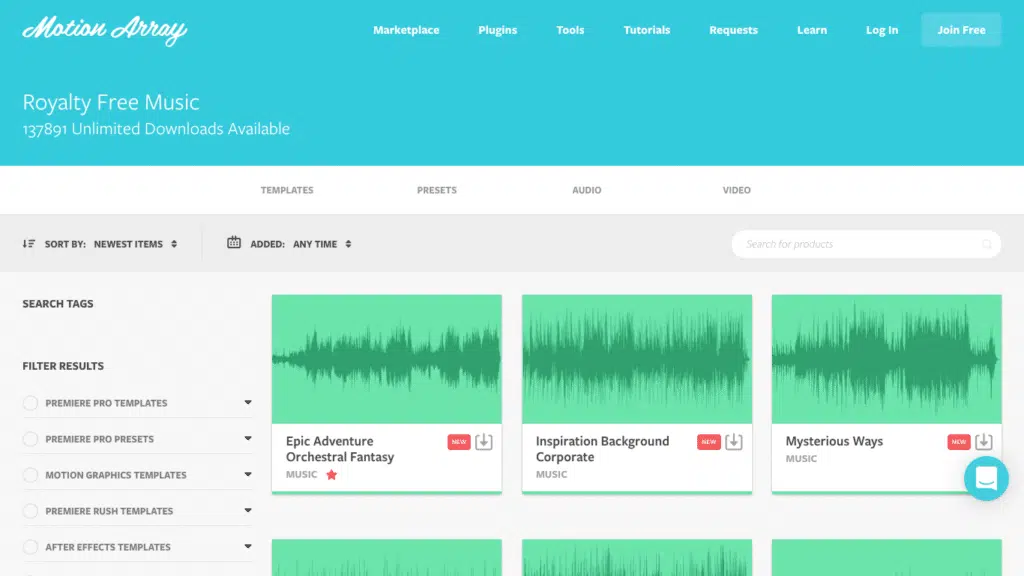 Motion Array
Marketplace
Plugins
Tools
Tutorials
Requests
Learn
Log In
Join Free
Royalty Free Music
137891 Unlimited Downloads Available
TEMPLATES
PRESETS
AUDIO
VIDEO
SORT BY: NEWEST ITEMS
ADDED: ANY TIME
Search for products
SEARCH TAGS
FILTER RESULTS
PREMIERE PRO TEMPLATES
PREMIERE PRO PRESETS
MOTION GRAPHICS TEMPLATES
PREMIERE RUSH TEMPLATES
AFTER EFFECTS TEMPLATES
Epic Adventure
Orchestral Fantasy
NEW
MUSIC
Inspiration Background
Corporate
NEW
MUSIC
Mysterious Ways
NEW
MUSIC